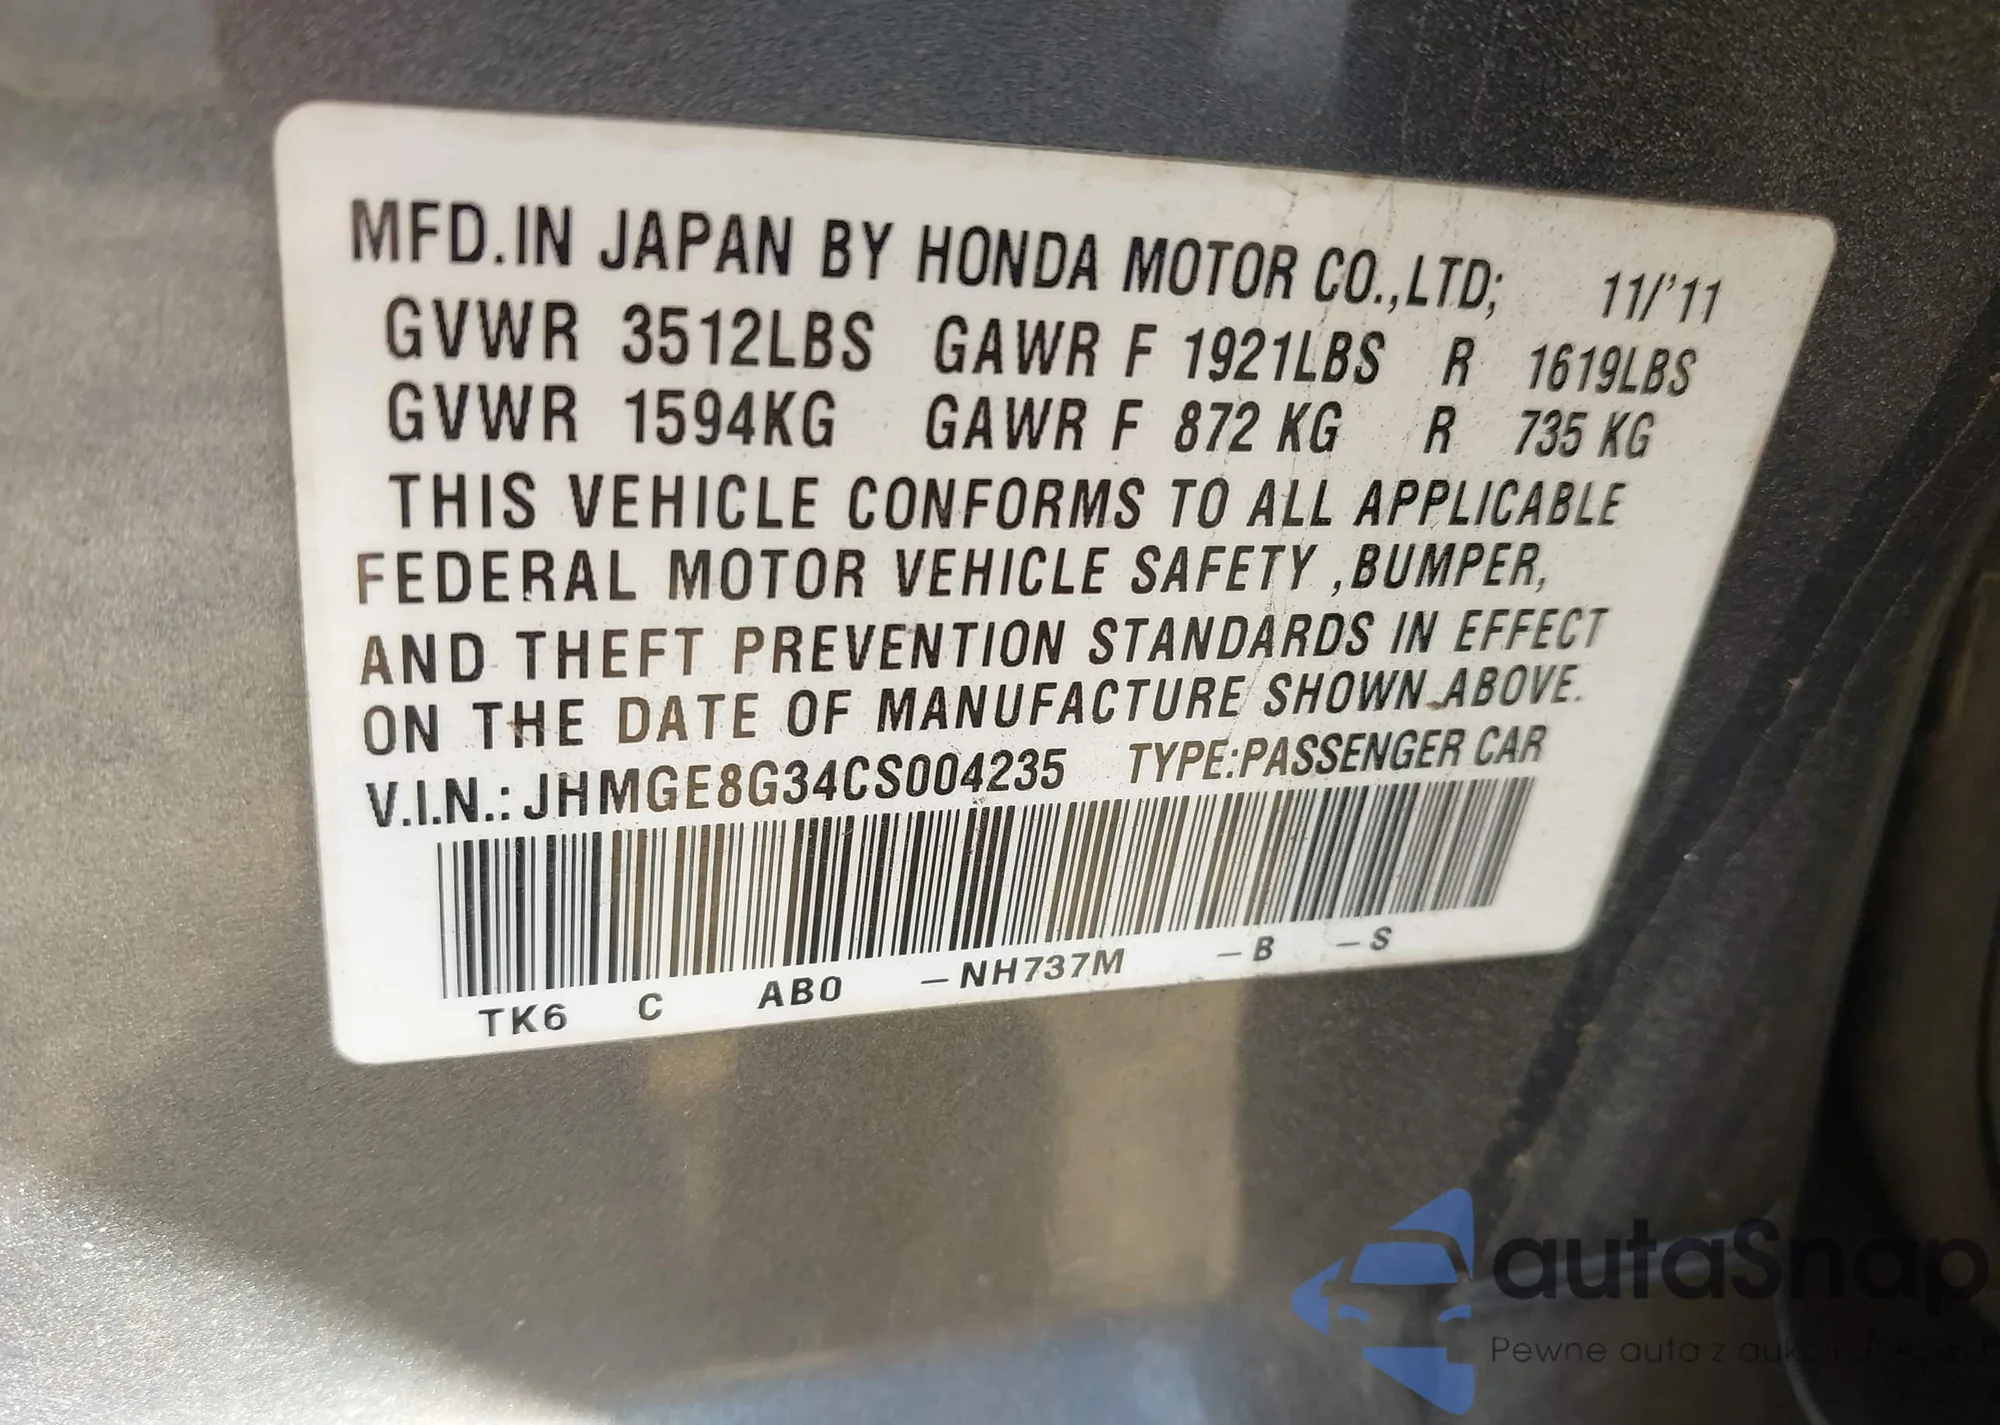 MFD.IN JAPAN BY HONDA MOTOR CO.,LTD; 11/'11
GVWR 3512LBS GAWR F 1921LBS R 1619LBS
GVWR 1594KG GAWR F 872 KG R 735 KG
THIS VEHICLE CONFORMS TO ALL APPLICABLE
FEDERAL MOTOR VEHICLE SAFETY ,BUMPER,
AND THEFT PREVENTION STANDARDS IN EFFECT
ON THE DATE OF MANUFACTURE SHOWN ABOVE.
V.I.N.: JHMGE8G34CS004235 TYPE:PASSENGER CAR
TK6 C AB0 -NH737M -B -S
autaSnap
Pewne auta z